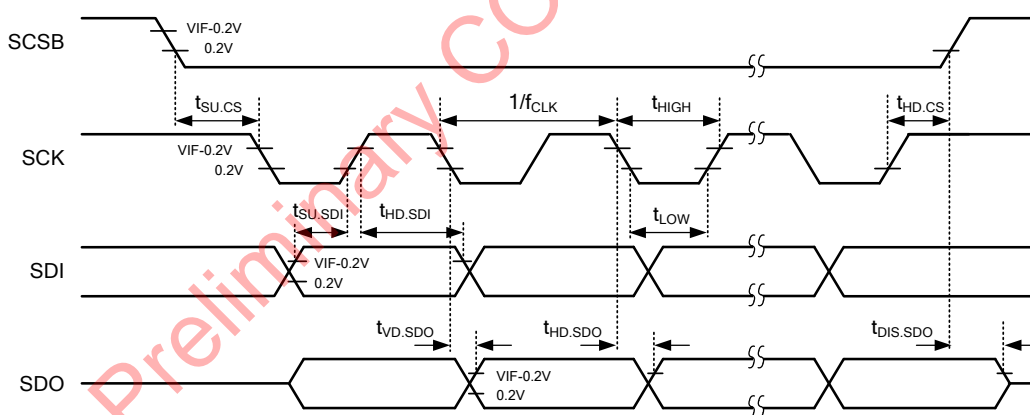 SCSB
VIF-0.2V
0.2V
tSU.CS
1/fCLK
tHIGH
tHD.CS
SCK
VIF-0.2V
0.2V
tSU.SDI
tHD.SDI
tLOW
SDI
VIF-0.2V
0.2V
tVD.SDO
tHD.SDO
tDIS.SDO
SDO
VIF-0.2V
0.2V
Preliminary CO